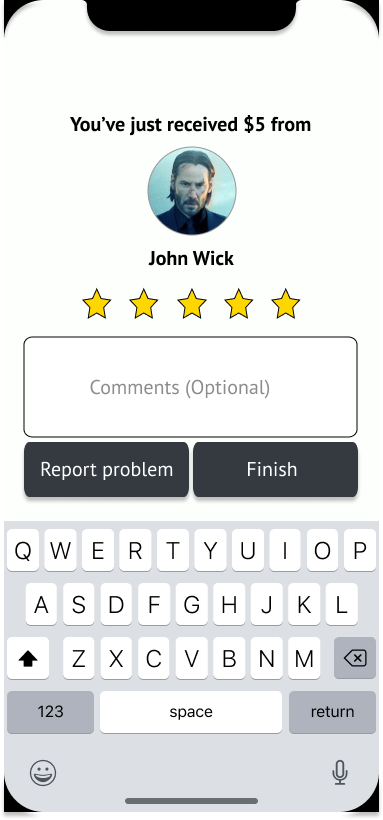 You’ve just received $5 from
John Wick
Comments (Optional)
Report problem Finish
Q W E R T Y U I O P
A S D F G H J K L
Z X C V B N M
123 space return